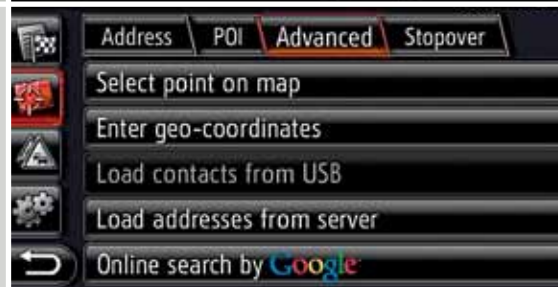 Address POI Advanced Stopover
Select point on map
Enter geo-coordinates
Load contacts from USB
Load addresses from server
Online search by Google